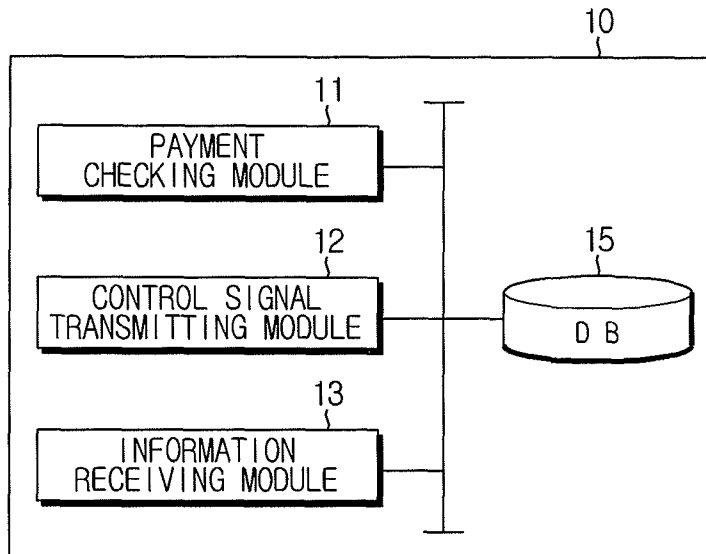 10
11
PAYMENT
CHECKING MODULE
12
CONTROL SIGNAL
TRANSMITTING MODULE
15
D B
13
INFORMATION
RECEIVING MODULE